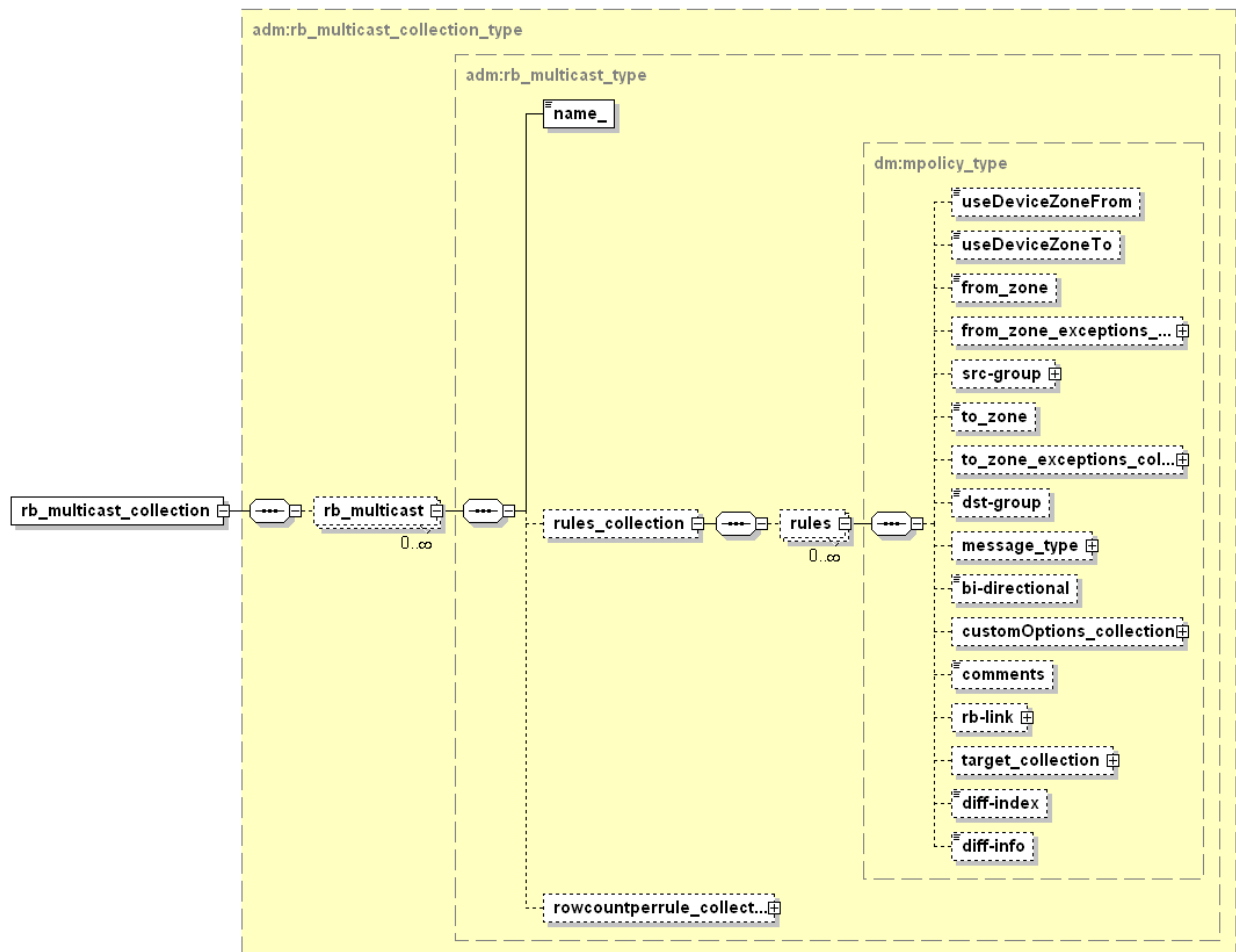 adm:rb_multicast_collection_type
adm:rb_multicast_type
name_
dm:mpolicy_type
useDeviceZoneFrom
useDeviceZoneTo
from_zone
from_zone_exceptions_...
src-group
to_zone
to_zone_exceptions_col...
rb_multicast_collection
rb_multicast
0..∞
rules_collection
rules
0..∞
dst-group
message_type
bi-directional
customOptions_collection
comments
rb-link
target_collection
diff-index
diff-info
rowcountperrule_collect...